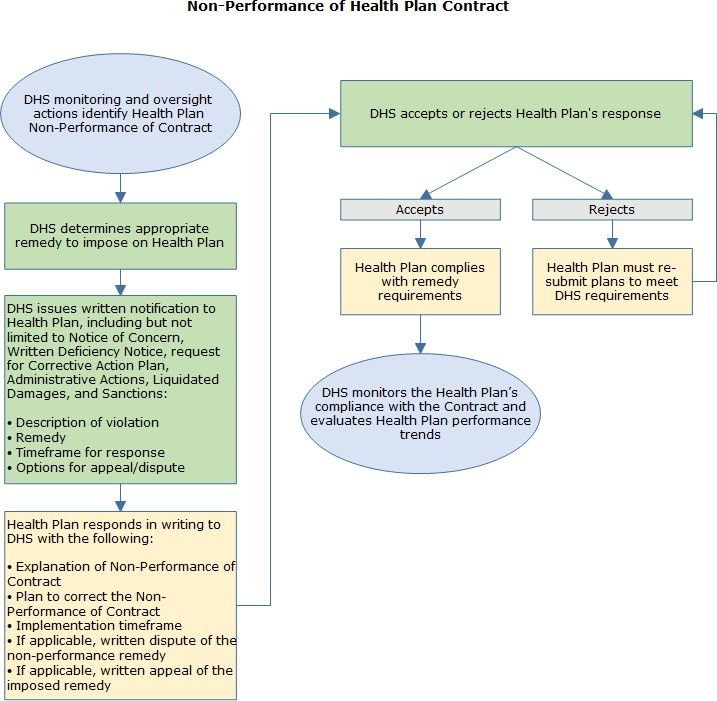 Non-Performance of Health Plan Contract
DHS monitoring and oversight
actions identify Health Plan
Non-Performance of Contract
DHS determines appropriate
remedy to impose on Health Plan
DHS issues written notification to
Health Plan, including but not
limited to Notice of Concern,
Written Deficiency Notice, request
for Corrective Action Plan,
Administrative Actions, Liquidated
Damages, and Sanctions:
• Description of violation
• Remedy
• Timeframe for response
• Options for appeal/dispute
Health Plan responds in writing to
DHS with the following:
• Explanation of Non-Performance of
Contract
• Plan to correct the Non-
Performance of Contract
• Implementation timeframe
• If applicable, written dispute of the
non-performance remedy
• If applicable, written appeal of the
imposed remedy
DHS accepts or rejects Health Plan's response
Accepts
Rejects
Health Plan complies
with remedy
requirements
Health Plan must re-
submit plans to meet
DHS requirements
DHS monitors the Health Plan’s
compliance with the Contract and
evaluates Health Plan performance
trends